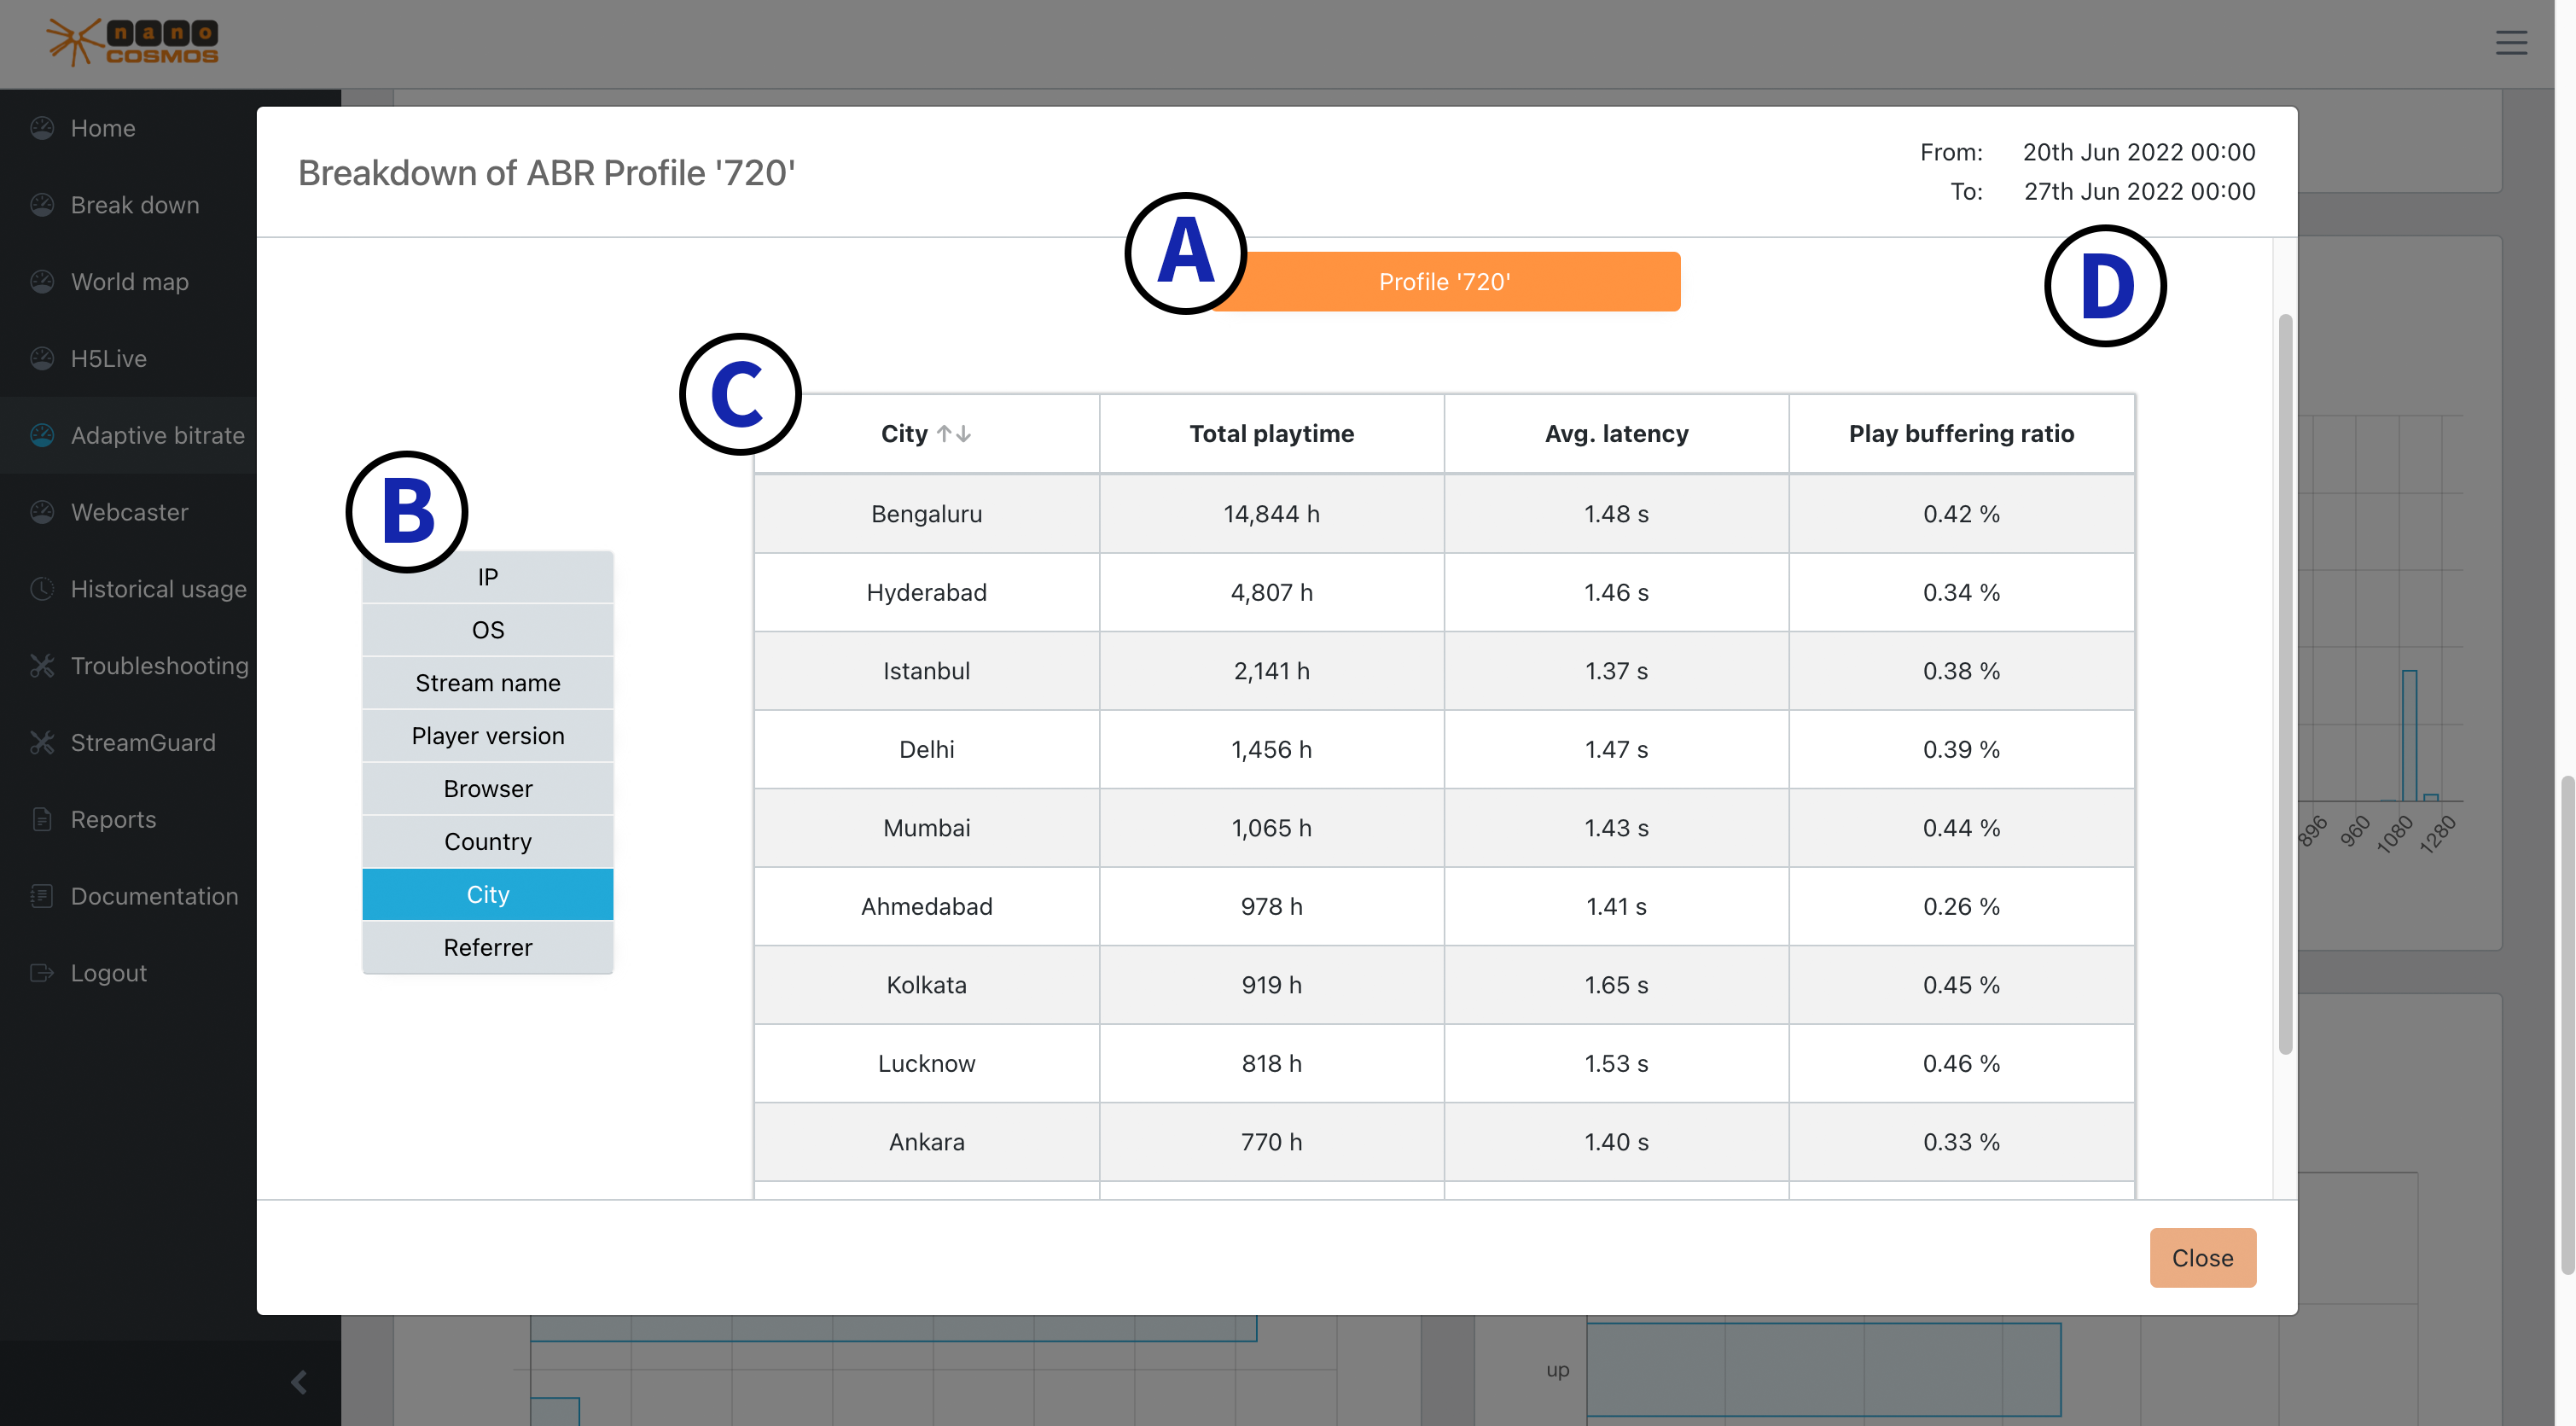 nano
COSMOS
Home
Break down
World map
H5Live
Adaptive bitrate
Webcaster
Historical usage
Troubleshooting
StreamGuard
Reports
Documentation
Logout
Breakdown of ABR Profile '720'
From: 20th Jun 2022 00:00
To: 27th Jun 2022 00:00
A
Profile '720'
D
C
B
IP
OS
Stream name
Player version
Browser
Country
City
Referrer
City ↑↓ Total playtime Avg. latency Play buffering ratio
Bengaluru 14,844 h 1.48 s 0.42 %
Hyderabad 4,807 h 1.46 s 0.34 %
Istanbul 2,141 h 1.37 s 0.38 %
Delhi 1,456 h 1.47 s 0.39 %
Mumbai 1,065 h 1.43 s 0.44 %
Ahmedabad 978 h 1.41 s 0.26 %
Kolkata 919 h 1.65 s 0.45 %
Lucknow 818 h 1.53 s 0.46 %
Ankara 770 h 1.40 s 0.33 %
896 960 1080 1280
Close
up